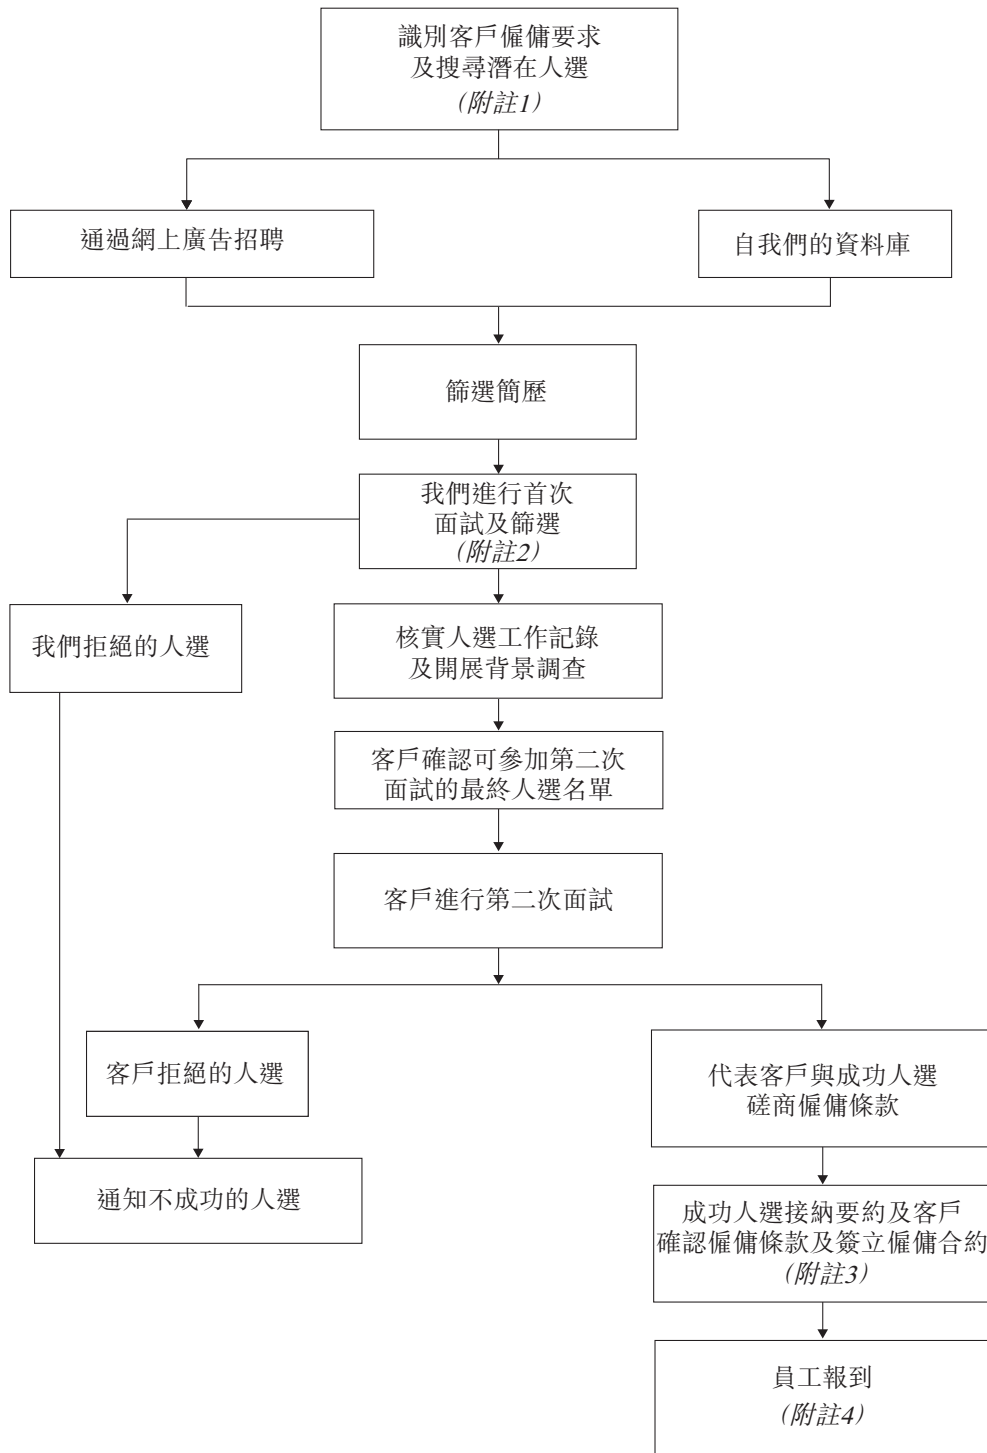 識別客戶僱傭要求
及搜尋潛在人選
（附註1）
通過網上廣告招聘
自我們的資料庫
篩選簡歷
我們進行首次
面試及篩選
（附註2）
我們拒絕的人選
核實人選工作記錄
及開展背景調查
客戶確認可參加第二次
面試的最終人選名單
客戶進行第二次面試
客戶拒絕的人選
代表客戶與成功人選
磋商僱傭條款
通知不成功的人選
成功人選接納要約及客戶
確認僱傭條款及簽立僱傭合約
（附註3）
員工報到
（附註4）